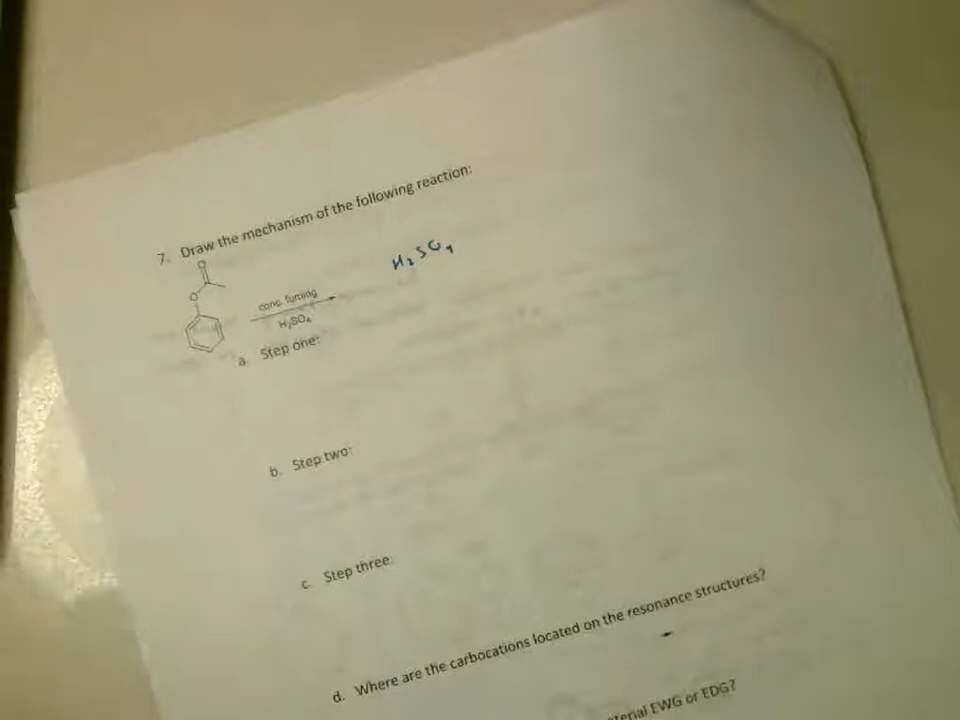 7. Draw the mechanism of the following reaction:
H₂SO₄
O
O
conc. fuming
H₂SO₄
a. Step one:
b. Step two:
c. Step three:
d. Where are the carbocations located on the resonance structures?
EWG or EDG?